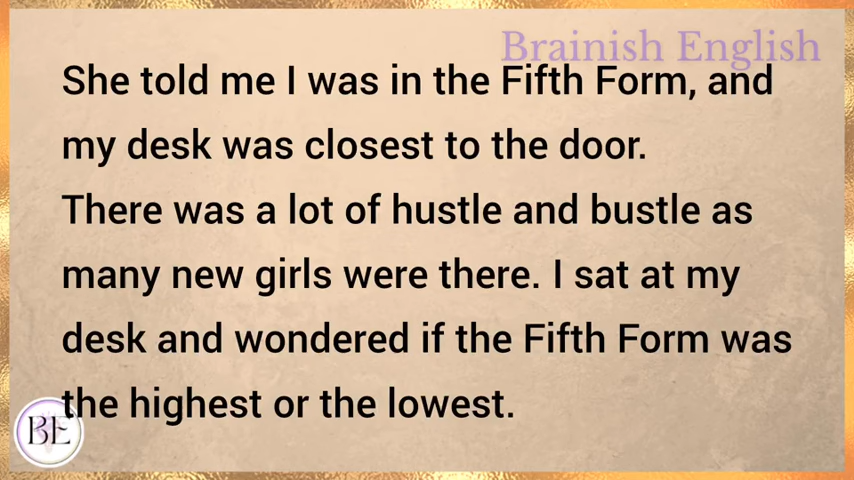 Brainish English
She told me I was in the Fifth Form, and
my desk was closest to the door.
There was a lot of hustle and bustle as
many new girls were there. I sat at my
desk and wondered if the Fifth Form was
the highest or the lowest.
BE